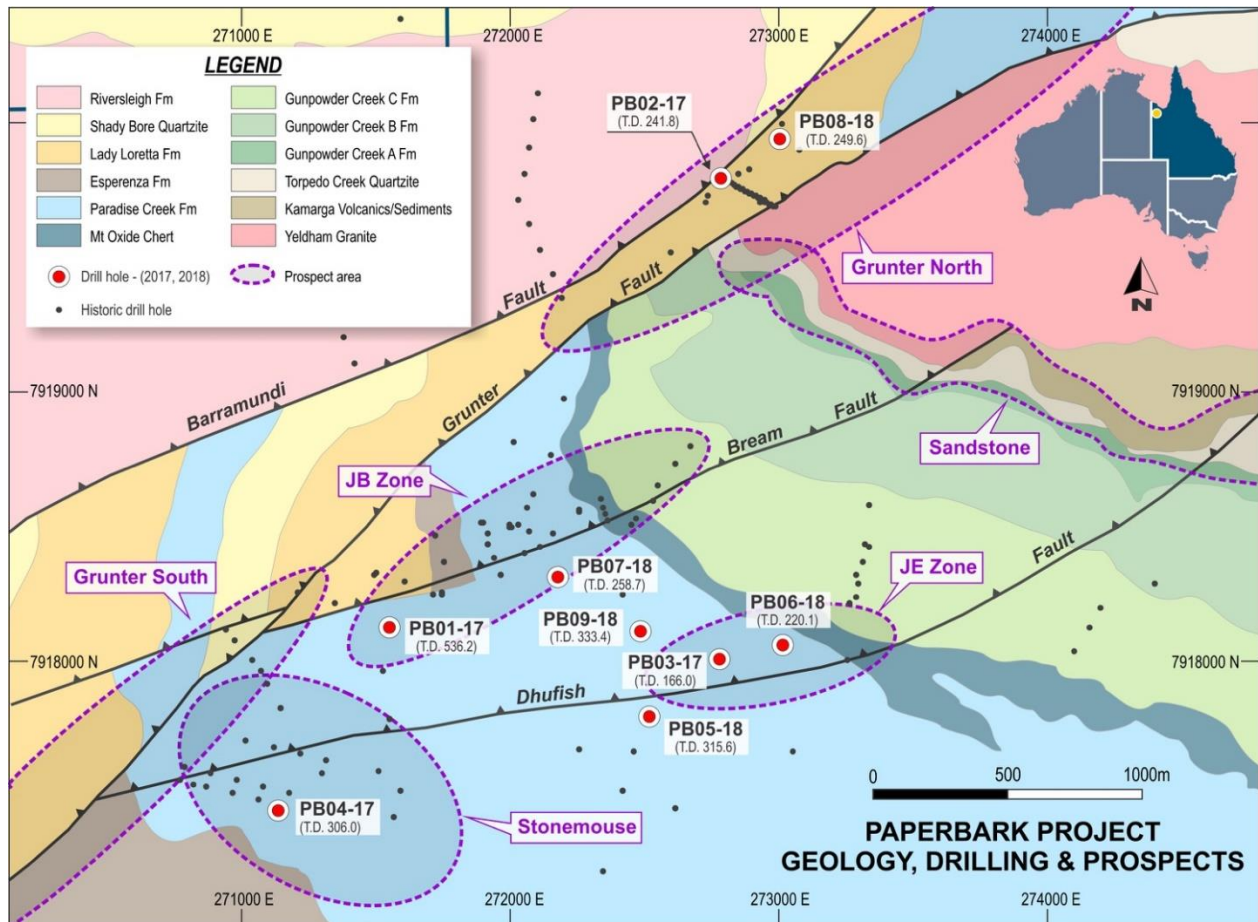 271000 E
272000 E
273000 E
274000 E
LEGEND
Riversleigh Fm
Shady Bore Quartzite
Lady Loretta Fm
Esperenza Fm
Paradise Creek Fm
Mt Oxide Chert
Gunpowder Creek C Fm
Gunpowder Creek B Fm
Gunpowder Creek A Fm
Torpedo Creek Quartzite
Kamarga Volcanics/Sediments
Yeldham Granite
Drill hole - (2017, 2018)
Prospect area
Historic drill hole
PB02-17
(T.D. 241.8)
PB08-18
(T.D. 249.6)
N
Grunter North
Fault
Fault
7919000 N
7919000 N
Barramundi
Grunter
Fault
Bream
Sandstone
JB Zone
Fault
Grunter South
PB07-18
(T.D. 258.7)
JE Zone
PB01-17
(T.D. 536.2)
PB09-18
(T.D. 333.4)
PB06-18
(T.D. 220.1)
PB03-17
(T.D. 166.0)
7918000 N
7918000 N
Dhufish
PB05-18
(T.D. 315.6)
PB04-17
(T.D. 306.0)
Stonemouse
0
500
1000m
PAPERBARK PROJECT
GEOLOGY, DRILLING & PROSPECTS
271000 E
272000 E
273000 E
274000 E